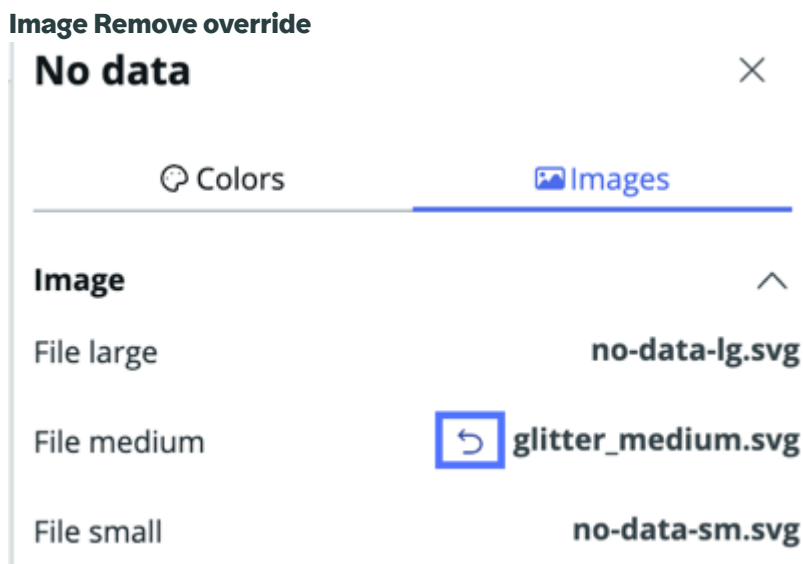 Image Remove override
No data
Colors Images
Image
File large no-data-lg.svg
File medium glitter_medium.svg
File small no-data-sm.svg